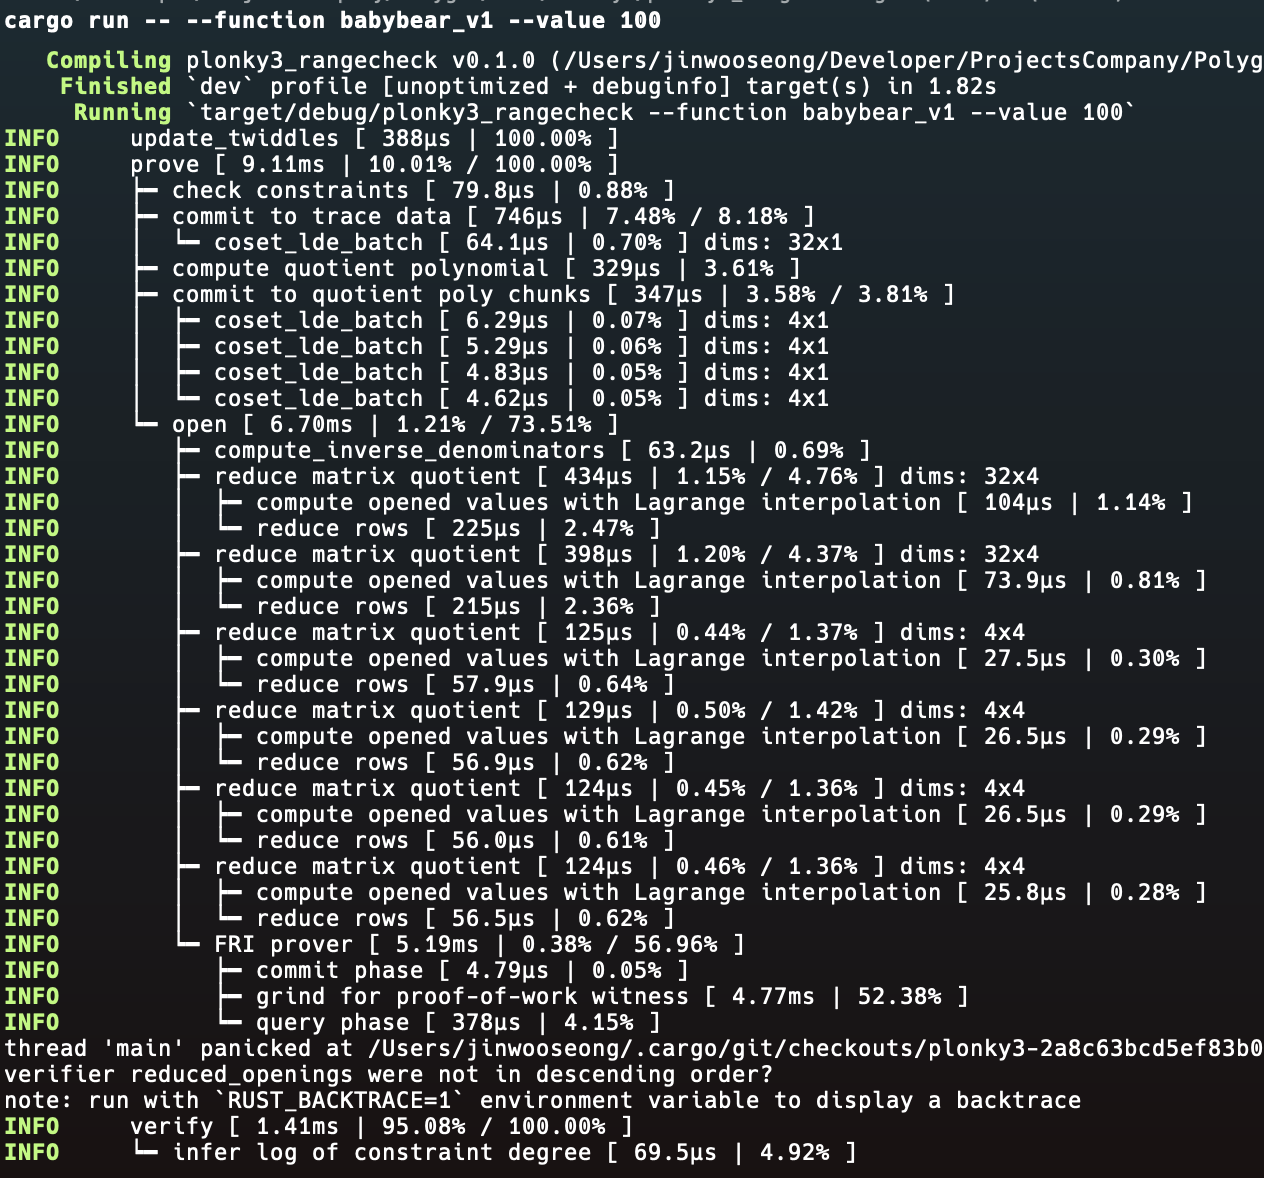 cargo run -- --function babybear_v1 --value 100
Compiling plonky3_rangecheck v0.1.0 (/Users/jinwooseong/Developer/ProjectsCompany/Polyg
Finished `dev` profile [unoptimized + debuginfo] target(s) in 1.82s
Running `target/debug/plonky3_rangecheck --function babybear_v1 --value 100`
INFO update_twiddles [ 388µs | 100.00% ]
INFO prove [ 9.11ms | 10.01% / 100.00% ]
INFO ┝━ check constraints [ 79.8µs | 0.88% ]
INFO ┝━ commit to trace data [ 746µs | 7.48% / 8.18% ]
INFO │ ┕━ coset_lde_batch [ 64.1µs | 0.70% ] dims: 32x1
INFO ┝━ compute quotient polynomial [ 329µs | 3.61% ]
INFO ┝━ commit to quotient poly chunks [ 347µs | 3.58% / 3.81% ]
INFO │ ┝━ coset_lde_batch [ 6.29µs | 0.07% ] dims: 4x1
INFO │ ┝━ coset_lde_batch [ 5.29µs | 0.06% ] dims: 4x1
INFO │ ┝━ coset_lde_batch [ 4.83µs | 0.05% ] dims: 4x1
INFO │ ┕━ coset_lde_batch [ 4.62µs | 0.05% ] dims: 4x1
INFO ┕━ open [ 6.70ms | 1.21% / 73.51% ]
INFO ┝━ compute_inverse_denominators [ 63.2µs | 0.69% ]
INFO ┝━ reduce matrix quotient [ 434µs | 1.15% / 4.76% ] dims: 32x4
INFO │ ┝━ compute opened values with Lagrange interpolation [ 104µs | 1.14% ]
INFO │ ┕━ reduce rows [ 225µs | 2.47% ]
INFO ┝━ reduce matrix quotient [ 398µs | 1.20% / 4.37% ] dims: 32x4
INFO │ ┝━ compute opened values with Lagrange interpolation [ 73.9µs | 0.81% ]
INFO │ ┕━ reduce rows [ 215µs | 2.36% ]
INFO ┝━ reduce matrix quotient [ 125µs | 0.44% / 1.37% ] dims: 4x4
INFO │ ┝━ compute opened values with Lagrange interpolation [ 27.5µs | 0.30% ]
INFO │ ┕━ reduce rows [ 57.9µs | 0.64% ]
INFO ┝━ reduce matrix quotient [ 129µs | 0.50% / 1.42% ] dims: 4x4
INFO │ ┝━ compute opened values with Lagrange interpolation [ 26.5µs | 0.29% ]
INFO │ ┕━ reduce rows [ 56.9µs | 0.62% ]
INFO ┝━ reduce matrix quotient [ 124µs | 0.45% / 1.36% ] dims: 4x4
INFO │ ┝━ compute opened values with Lagrange interpolation [ 26.5µs | 0.29% ]
INFO │ ┕━ reduce rows [ 56.0µs | 0.61% ]
INFO ┝━ reduce matrix quotient [ 124µs | 0.46% / 1.36% ] dims: 4x4
INFO │ ┝━ compute opened values with Lagrange interpolation [ 25.8µs | 0.28% ]
INFO │ ┕━ reduce rows [ 56.5µs | 0.62% ]
INFO ┕━ FRI prover [ 5.19ms | 0.38% / 56.96% ]
INFO ┝━ commit phase [ 4.79µs | 0.05% ]
INFO ┝━ grind for proof-of-work witness [ 4.77ms | 52.38% ]
INFO ┕━ query phase [ 378µs | 4.15% ]
thread 'main' panicked at /Users/jinwooseong/.cargo/git/checkouts/plonky3-2a8c63bcd5ef83b0
verifier reduced_openings were not in descending order?
note: run with `RUST_BACKTRACE=1` environment variable to display a backtrace
INFO verify [ 1.41ms | 95.08% / 100.00% ]
INFO ┕━ infer log of constraint degree [ 69.5µs | 4.92% ]